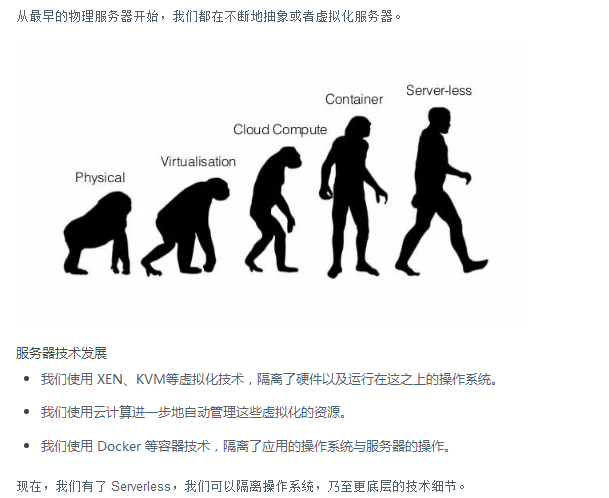 从最早的物理服务器开始，我们都在不断地抽象或者虚拟化服务器。
Server-less
Container
Cloud Compute
Virtualisation
Physical
服务器技术发展
我们使用 XEN、KVM等虚拟化技术，隔离了硬件以及运行在这之上的操作系统。
我们使用云计算进一步地自动管理这些虚拟化的资源。
我们使用 Docker 等容器技术，隔离了应用的操作系统与服务器的操作。
现在，我们有了 Serverless，我们可以隔离操作系统，乃至更底层的技术细节。